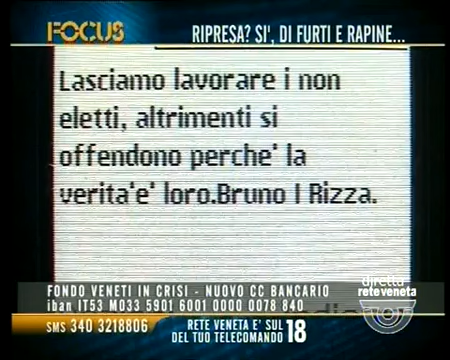 FOCUS
RIPRESA? SI', DI FURTI E RAPINE...
Lasciamo lavorare i non
eletti, altrimenti si
offendono perche' la
verita'e' loro.Bruno I Rizza.
FONDO VENETI IN CRISI - NUOVO CC BANCARIO
iban IT53 M033 5901 6001 0000 0078 840
diretta
reteveneta
SMS 340 3218806
RETE VENETA E' SUL
DEL TUO TELECOMANDO 18